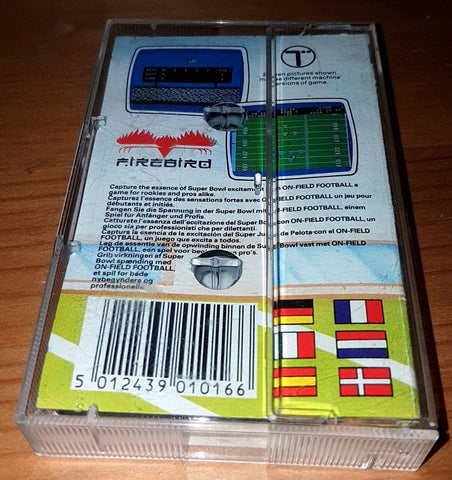 T
Screen pictures shown
may be different machine
versions of game.
FIREBIRD
Capture the essence of Super Bowl excitement with ON-FIELD FOOTBALL a
game for rookies and pros alike.
Capturez l'essence des sensations fortes avec ON-FIELD FOOTBALL un jeu pour
débutants et initiés.
Fangen Sie die Spannung in der Super Bowl mit ON-FIELD FOOTBALL, einem
Spiel für Anfänger und Profis.
Catturate l'essenza dell'eccitazione del Super Bowl con ON-FIELD FOOTBALL, un
gioco sia per professionisti che per dilettanti.
Captura la esencia de la excitación del Super Juego de Pelota con el ON-FIELD
FOOTBALL, un juego que excita a todos.
Leg de essentie van de opwinding binnen de Super Bowl vast met ON-FIELD
FOOTBALL, een spel voor beginners en pro's.
Grib virkningen af Super
Bowl spænding med
ON-FIELD FOOTBALL,
et spil for både
nybegyndere og
professionelle.
5 012439 010166